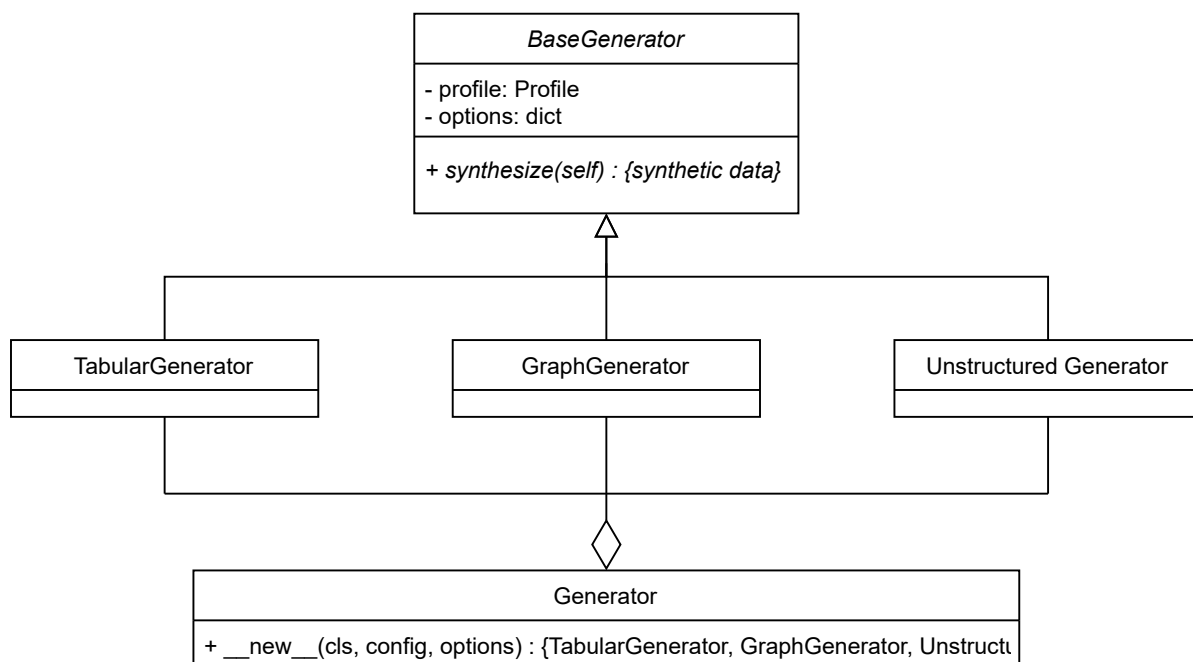 BaseGenerator
- profile: Profile
- options: dict
+ synthesize(self) : {synthetic data}
TabularGenerator
GraphGenerator
Unstructured Generator
Generator
+ __new__(cls, config, options) : {TabularGenerator, GraphGenerator,